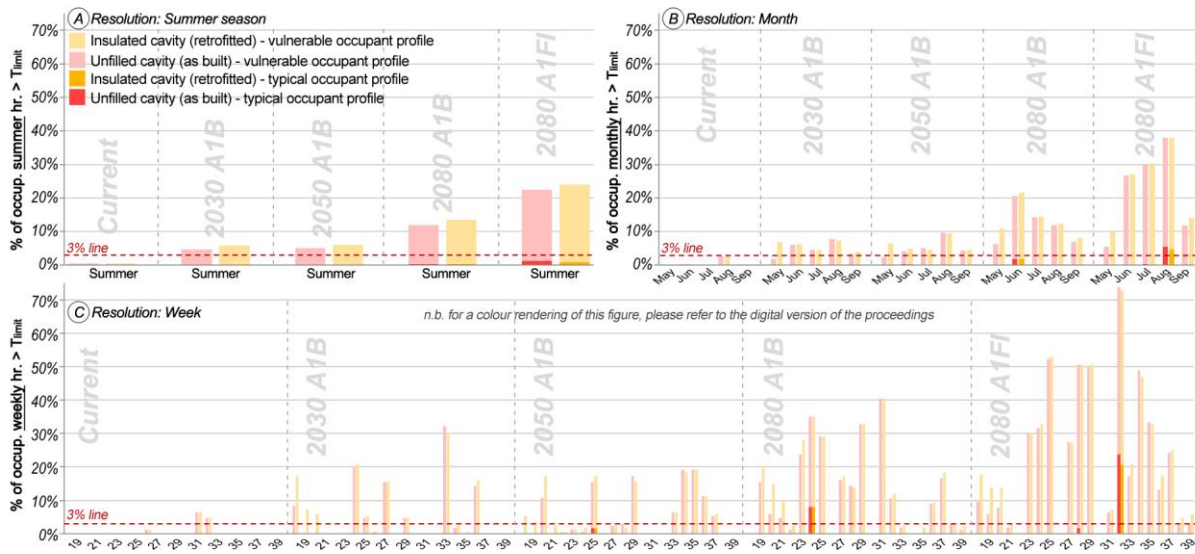 A Resolution: Summer season
% of occup. summer hr. > Tlimit
70%
60%
50%
40%
30%
20%
10%
0%
Insulated cavity (retrofitted) - vulnerable occupant profile
Unfilled cavity (as built) - vulnerable occupant profile
Insulated cavity (retrofitted) - typical occupant profile
Unfilled cavity (as built) - typical occupant profile
Current
2030 A1B
2050 A1B
2080 A1B
2080 A1FI
3% line
Summer Summer Summer Summer Summer
B Resolution: Month
% of occup. monthly hr. > Tlimit
70%
60%
50%
40%
30%
20%
10%
0%
Current
2030 A1B
2050 A1B
2080 A1B
2080 A1FI
3% line
May Jun Jul Aug Sep May Jun Jul Aug Sep May Jun Jul Aug Sep May Jun Jul Aug Sep May Jun Jul Aug Sep
C Resolution: Week
n.b. for a colour rendering of this figure, please refer to the digital version of the proceedings
% of occup. weekly hr. > Tlimit
70%
60%
50%
40%
30%
20%
10%
0%
Current
2030 A1B
2050 A1B
2080 A1B
2080 A1FI
3% line
19 21 23 25 27 29 31 33 35 37 39 19 21 23 25 27 29 31 33 35 37 39 19 21 23 25 27 29 31 33 35 37 39 19 21 23 25 27 29 31 33 35 37 39 19 21 23 25 27 29 31 33 35 37 39